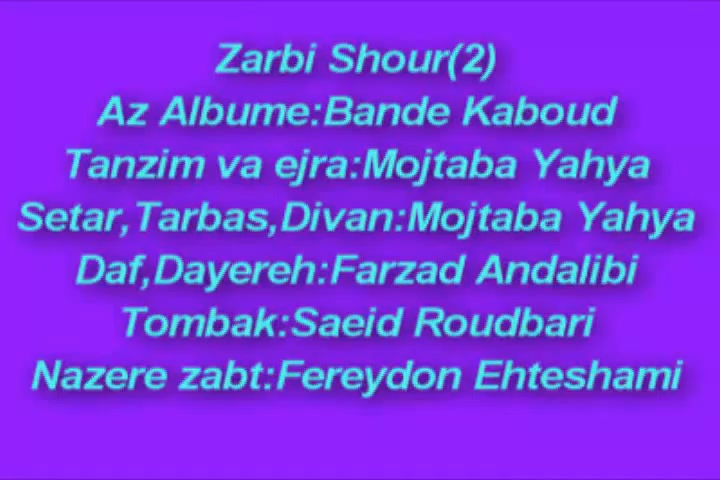 Zarbi Shour(2)
Az Albume:Bande Kaboud
Tanzim va ejra:Mojtaba Yahya
Setar,Tarbas,Divan:Mojtaba Yahya
Daf,Dayereh:Farzad Andalibi
Tombak:Saeid Roudbari
Nazere zabt:Fereydon Ehteshami